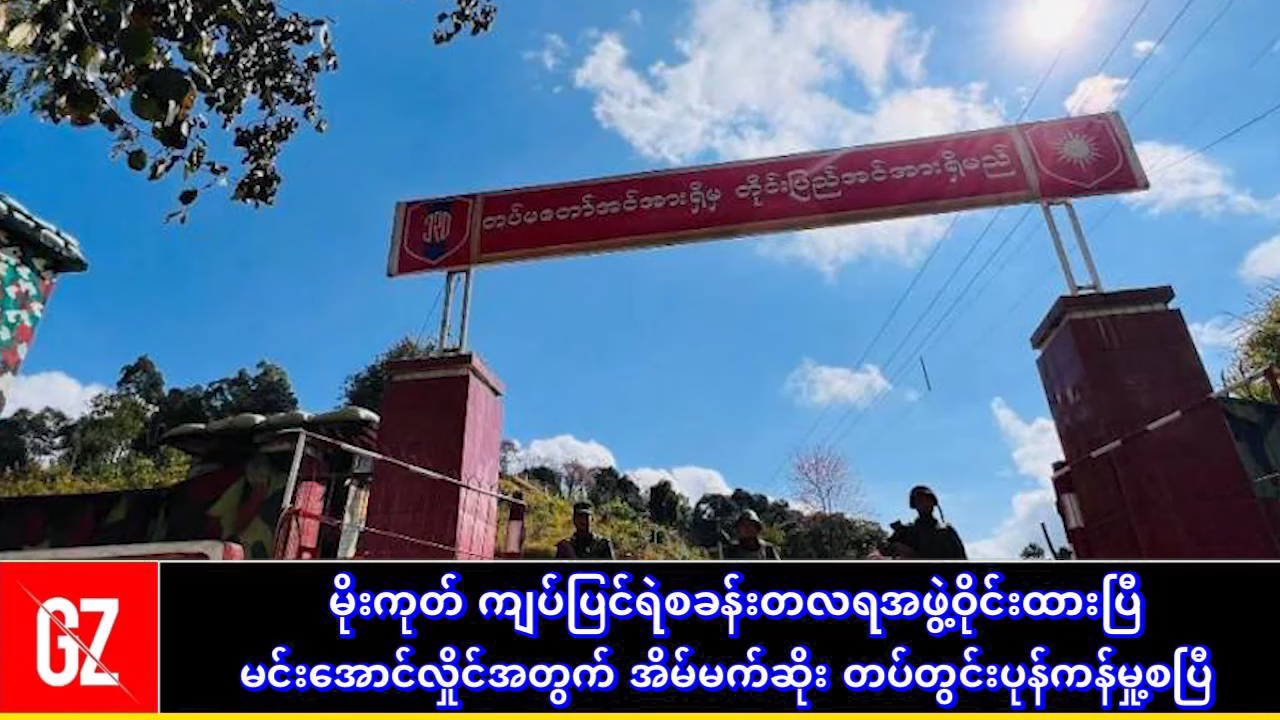 တပ်မတော်အင်အားရှိမှ တိုင်းပြည်အင်အားရှိမည်
GZ
မိုးကုတ် ကျပ်ပြင်ရဲစခန်းတလရအဖွဲ့ဝိုင်းထားပြီ
မင်းအောင်လှိုင်အတွက် အိမ်မက်ဆိုး တပ်တွင်းပုန်ကန်မှု့စပြီ